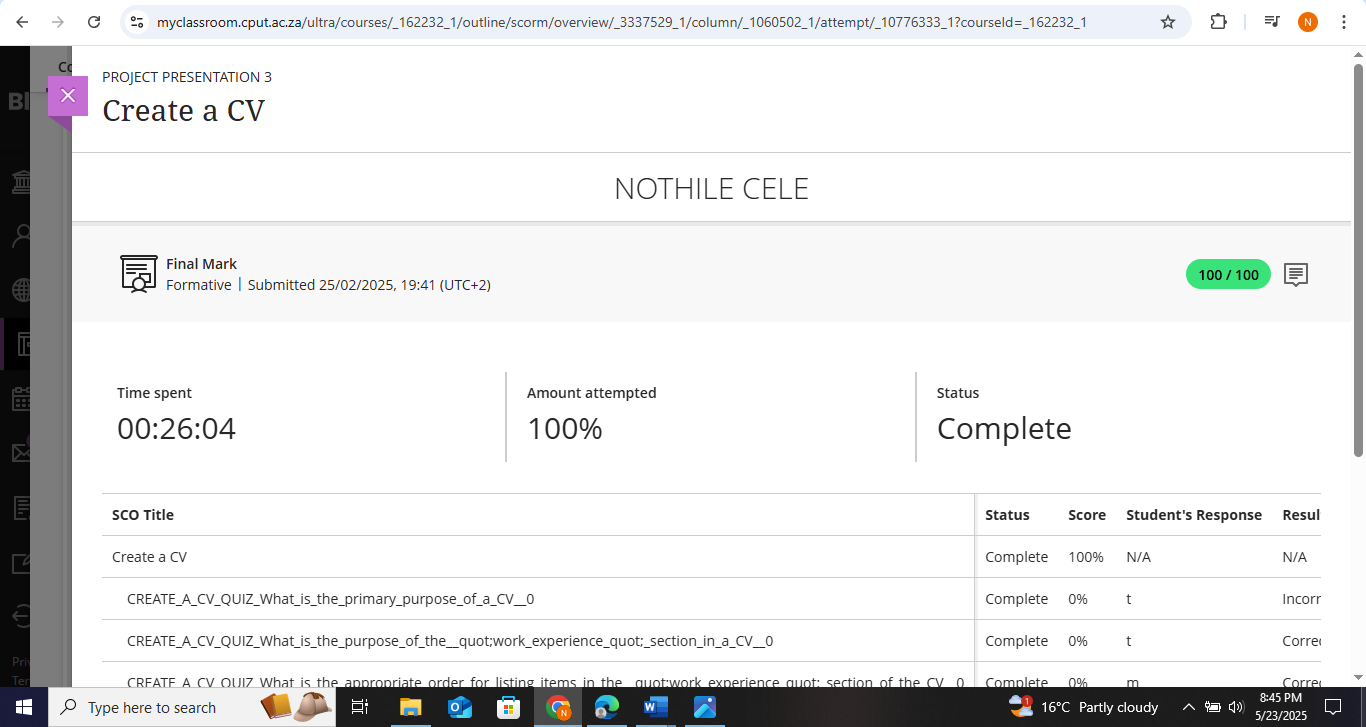 myclassroom.cput.ac.za/ultra/courses/_162232_1/outline/scorm/overview/_3337529_1/column/_1060502_1/attempt/_10776333_1?courseId=_162232_1
N
PROJECT PRESENTATION 3
Create a CV
NOTHILE CELE
Final Mark
Formative | Submitted 25/02/2025, 19:41 (UTC+2)
100 / 100
Time spent
Amount attempted
Status
00:26:04
100%
Complete
SCO Title Status Score Student's Response Resul
Create a CV Complete 100% N/A N/A
CREATE_A_CV_QUIZ_What_is_the_primary_purpose_of_a_CV__0 Complete 0% t Incorr
CREATE_A_CV_QUIZ_What_is_the_purpose_of_the__quot;work_experience_quot;_section_in_a_CV__0 Complete 0% t Correc
CREATE_A_CV_QUIZ_What_is_the_appropriate_order_for_listing_items_in_the__quot;work_experience_quot;_section_of_the_CV__0 Complete 0% m Correc
Type here to search
N
1
16°C Partly cloudy
8:45 PM
5/23/2025